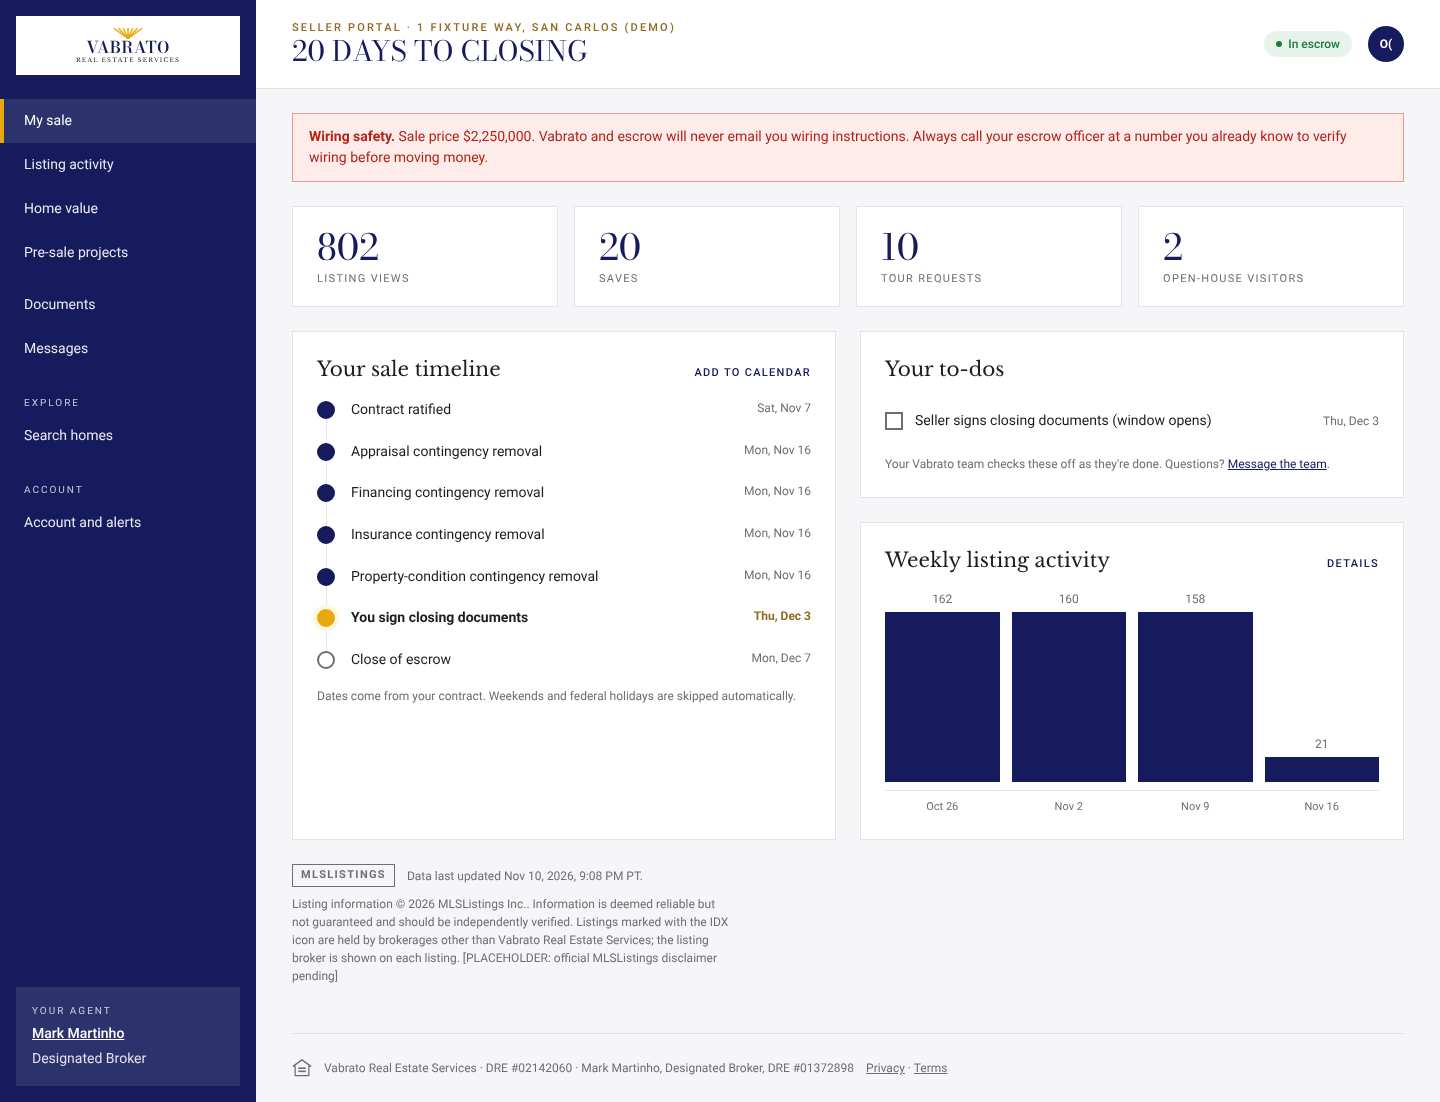 VABRATO
REAL ESTATE SERVICES
My sale
Listing activity
Home value
Pre-sale projects
Documents
Messages
EXPLORE
Search homes
ACCOUNT
Account and alerts
YOUR AGENT
Mark Martinho
Designated Broker
SELLER PORTAL · 1 FIXTURE WAY, SAN CARLOS (DEMO)
20 DAYS TO CLOSING
In escrow
O(
Wiring safety. Sale price $2,250,000. Vabrato and escrow will never email you wiring instructions. Always call your escrow officer at a number you already know to verify
wiring before moving money.
802
LISTING VIEWS
20
SAVES
10
TOUR REQUESTS
2
OPEN-HOUSE VISITORS
Your sale timeline
ADD TO CALENDAR
Contract ratified Sat, Nov 7
Appraisal contingency removal Mon, Nov 16
Financing contingency removal Mon, Nov 16
Insurance contingency removal Mon, Nov 16
Property-condition contingency removal Mon, Nov 16
You sign closing documents Thu, Dec 3
Close of escrow Mon, Dec 7
Dates come from your contract. Weekends and federal holidays are skipped automatically.
Your to-dos
Seller signs closing documents (window opens) Thu, Dec 3
Your Vabrato team checks these off as they're done. Questions? Message the team.
Weekly listing activity
DETAILS
162 160 158 21
Oct 26 Nov 2 Nov 9 Nov 16
MLSLISTINGS Data last updated Nov 10, 2026, 9:08 PM PT.
Listing information © 2026 MLSListings Inc.. Information is deemed reliable but
not guaranteed and should be independently verified. Listings marked with the IDX
icon are held by brokerages other than Vabrato Real Estate Services; the listing
broker is shown on each listing. [PLACEHOLDER: official MLSListings disclaimer
pending]
Vabrato Real Estate Services · DRE #02142060 · Mark Martinho, Designated Broker, DRE #01372898 Privacy · Terms